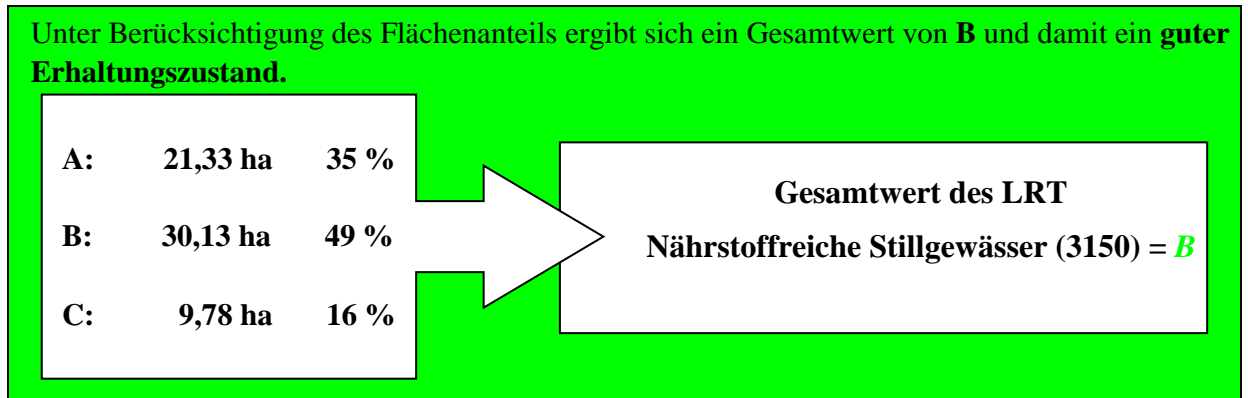 Unter Berücksichtigung des Flächenanteils ergibt sich ein Gesamtwert von B und damit ein guter
Erhaltungszustand.
A: 21,33 ha 35 %
B: 30,13 ha 49 %
C: 9,78 ha 16 %
Gesamtwert des LRT
Nährstoffreiche Stillgewässer (3150) = B